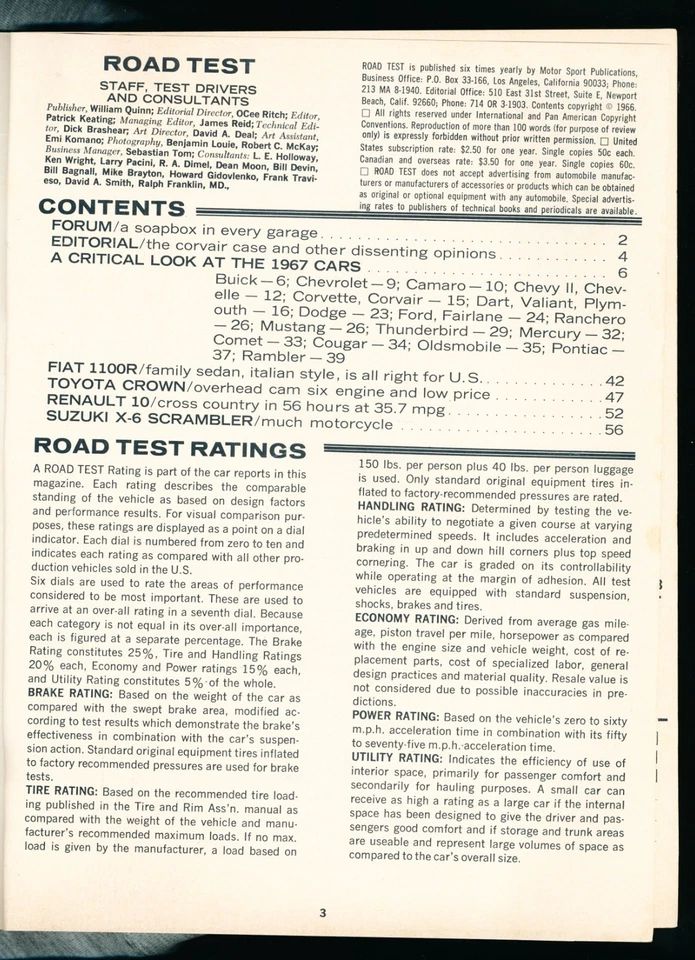 ROAD TEST
STAFF, TEST DRIVERS
AND CONSULTANTS
Publisher, William Quinn; Editorial Director, OCee Ritch; Editor,
Patrick Keating; Managing Editor, James Reid; Technical Edi-
tor, Dick Brashear; Art Director, David A. Deal; Art Assistant,
Emi Komano; Photography, Benjamin Louie, Robert C. McKay;
Business Manager, Sebastian Tom; Consultants: L. E. Holloway,
Ken Wright, Larry Pacini, R. A. Dimel, Dean Moon, Bill Devin,
Bill Bagnall, Mike Brayton, Howard Gidovlenko, Frank Travi-
eso, David A. Smith, Ralph Franklin, MD.,
ROAD TEST is published six times yearly by Motor Sport Publications,
Business Office: P.O. Box 33-166, Los Angeles, California 90033; Phone:
213 MA 8-1940. Editorial Office: 510 East 31st Street, Suite E, Newport
Beach, Calif. 92660; Phone: 714 OR 3-1903. Contents copyright © 1966.
□ All rights reserved under International and Pan American Copyright
Conventions. Reproduction of more than 100 words (for purpose of review
only) is expressly forbidden without prior written permission. □ United
States subscription rate: $2.50 for one year. Single copies 50c each.
Canadian and overseas rate: $3.50 for one year. Single copies 60c.
□ ROAD TEST does not accept advertising from automobile manufac-
turers or manufacturers of accessories or products which can be obtained
as original or optional equipment with any automobile. Special advertis-
ing rates to publishers of technical books and periodicals are available.
CONTENTS
FORUM/a soapbox in every garage. . . . . . . . . . . . . . . . . . . . . . . . . . . . . 2
EDITORIAL/the corvair case and other dissenting opinions. . . . . . . . . . . . 4
A CRITICAL LOOK AT THE 1967 CARS . . . . . . . . . . . . . . . . . . . . . . . 6
Buick — 6; Chevrolet — 9; Camaro — 10; Chevy II, Chev-
elle — 12; Corvette, Corvair — 15; Dart, Valiant, Plym-
outh — 16; Dodge — 23; Ford, Fairlane — 24; Ranchero
— 26; Mustang — 26; Thunderbird — 29; Mercury — 32;
Comet — 33; Cougar — 34; Oldsmobile — 35; Pontiac —
37; Rambler — 39
FIAT 1100R/family sedan, italian style, is all right for U.S. . . . . . . . . . . . . 42
TOYOTA CROWN/overhead cam six engine and low price . . . . . . . . . . . . 47
RENAULT 10/cross country in 56 hours at 35.7 mpg. . . . . . . . . . . . . . . . 52
SUZUKI X-6 SCRAMBLER/much motorcycle . . . . . . . . . . . . . . . . . . . . . 56
ROAD TEST RATINGS
A ROAD TEST Rating is part of the car reports in this
magazine. Each rating describes the comparable
standing of the vehicle as based on design factors
and performance results. For visual comparison pur-
poses, these ratings are displayed as a point on a dial
indicator. Each dial is numbered from zero to ten and
indicates each rating as compared with all other pro-
duction vehicles sold in the U.S.
Six dials are used to rate the areas of performance
considered to be most important. These are used to
arrive at an over-all rating in a seventh dial. Because
each category is not equal in its over-all importance,
each is figured at a separate percentage. The Brake
Rating constitutes 25%, Tire and Handling Ratings
20% each, Economy and Power ratings 15% each,
and Utility Rating constitutes 5% of the whole.
BRAKE RATING: Based on the weight of the car as
compared with the swept brake area, modified ac-
cording to test results which demonstrate the brake's
effectiveness in combination with the car's suspen-
sion action. Standard original equipment tires inflated
to factory recommended pressures are used for brake
tests.
TIRE RATING: Based on the recommended tire load-
ing published in the Tire and Rim Ass'n. manual as
compared with the weight of the vehicle and manu-
facturer's recommended maximum loads. If no max.
load is given by the manufacturer, a load based on
150 lbs. per person plus 40 lbs. per person luggage
is used. Only standard original equipment tires in-
flated to factory-recommended pressures are rated.
HANDLING RATING: Determined by testing the ve-
hicle's ability to negotiate a given course at varying
predetermined speeds. It includes acceleration and
braking in up and down hill corners plus top speed
cornering. The car is graded on its controllability
while operating at the margin of adhesion. All test
vehicles are equipped with standard suspension,
shocks, brakes and tires.
ECONOMY RATING: Derived from average gas mile-
age, piston travel per mile, horsepower as compared
with the engine size and vehicle weight, cost of re-
placement parts, cost of specialized labor, general
design practices and material quality. Resale value is
not considered due to possible inaccuracies in pre-
dictions.
POWER RATING: Based on the vehicle's zero to sixty
m.p.h. acceleration time in combination with its fifty
to seventy-five m.p.h. acceleration time.
UTILITY RATING: Indicates the efficiency of use of
interior space, primarily for passenger comfort and
secondarily for hauling purposes. A small car can
receive as high a rating as a large car if the internal
space has been designed to give the driver and pas-
sengers good comfort and if storage and trunk areas
are useable and represent large volumes of space as
compared to the car's overall size.
3